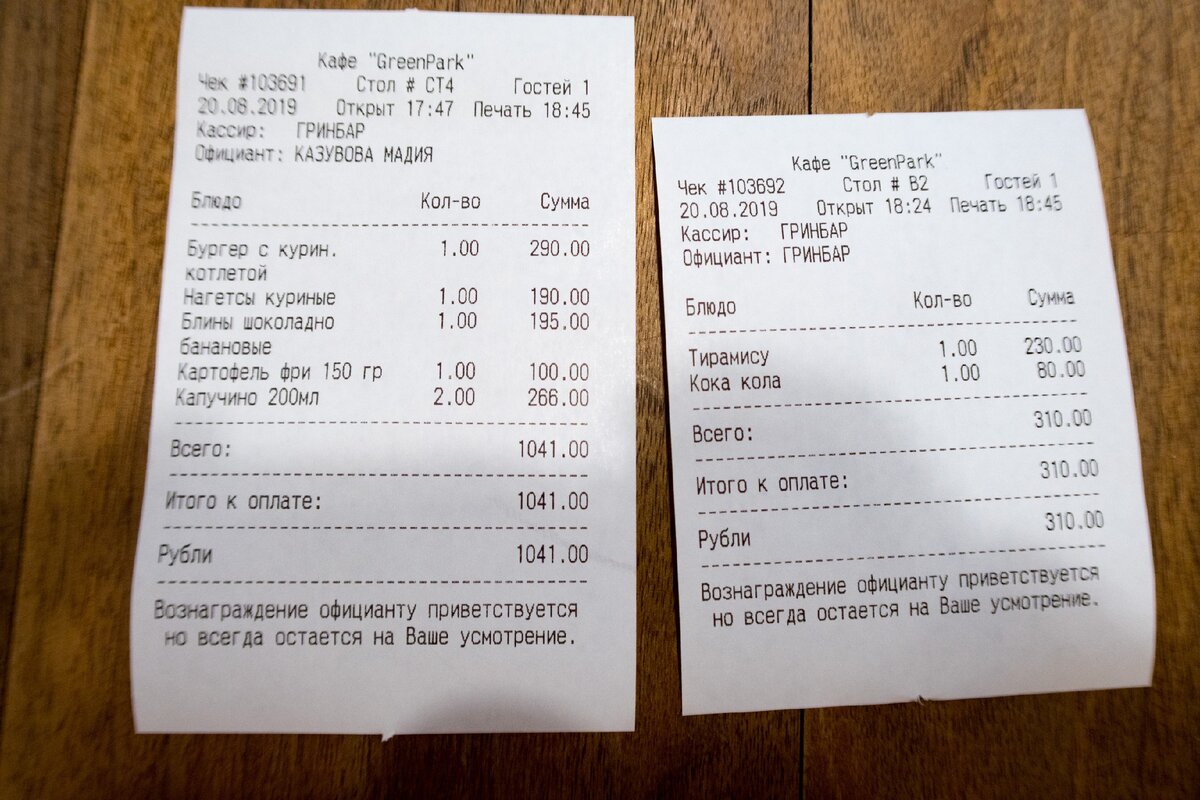 Кафе "GreenPark"
Чек #103691 Стол # СТ4 Гостей 1
20.08.2019 Открыт 17:47 Печать 18:45
Кассир: ГРИНБАР
Официант: КАЗУВОВА МАДИЯ
Блюдо Кол-во Сумма
Бургер с курин. 1.00 290.00
котлетой
Нагетсы куриные 1.00 190.00
Блины шоколадно 1.00 195.00
банановые
Картофель фри 150 гр 1.00 100.00
Капучино 200мл 2.00 266.00
Всего: 1041.00
Итого к оплате: 1041.00
Рубли 1041.00
Вознаграждение официанту приветствуется
но всегда остается на Ваше усмотрение.
Кафе "GreenPark"
Чек #103692 Стол # В2 Гостей 1
20.08.2019 Открыт 18:24 Печать 18:45
Кассир: ГРИНБАР
Официант: ГРИНБАР
Блюдо Кол-во Сумма
Тирамису 1.00 230.00
Кока кола 1.00 80.00
Всего: 310.00
Итого к оплате: 310.00
Рубли 310.00
Вознаграждение официанту приветствуется
но всегда остается на Ваше усмотрение.